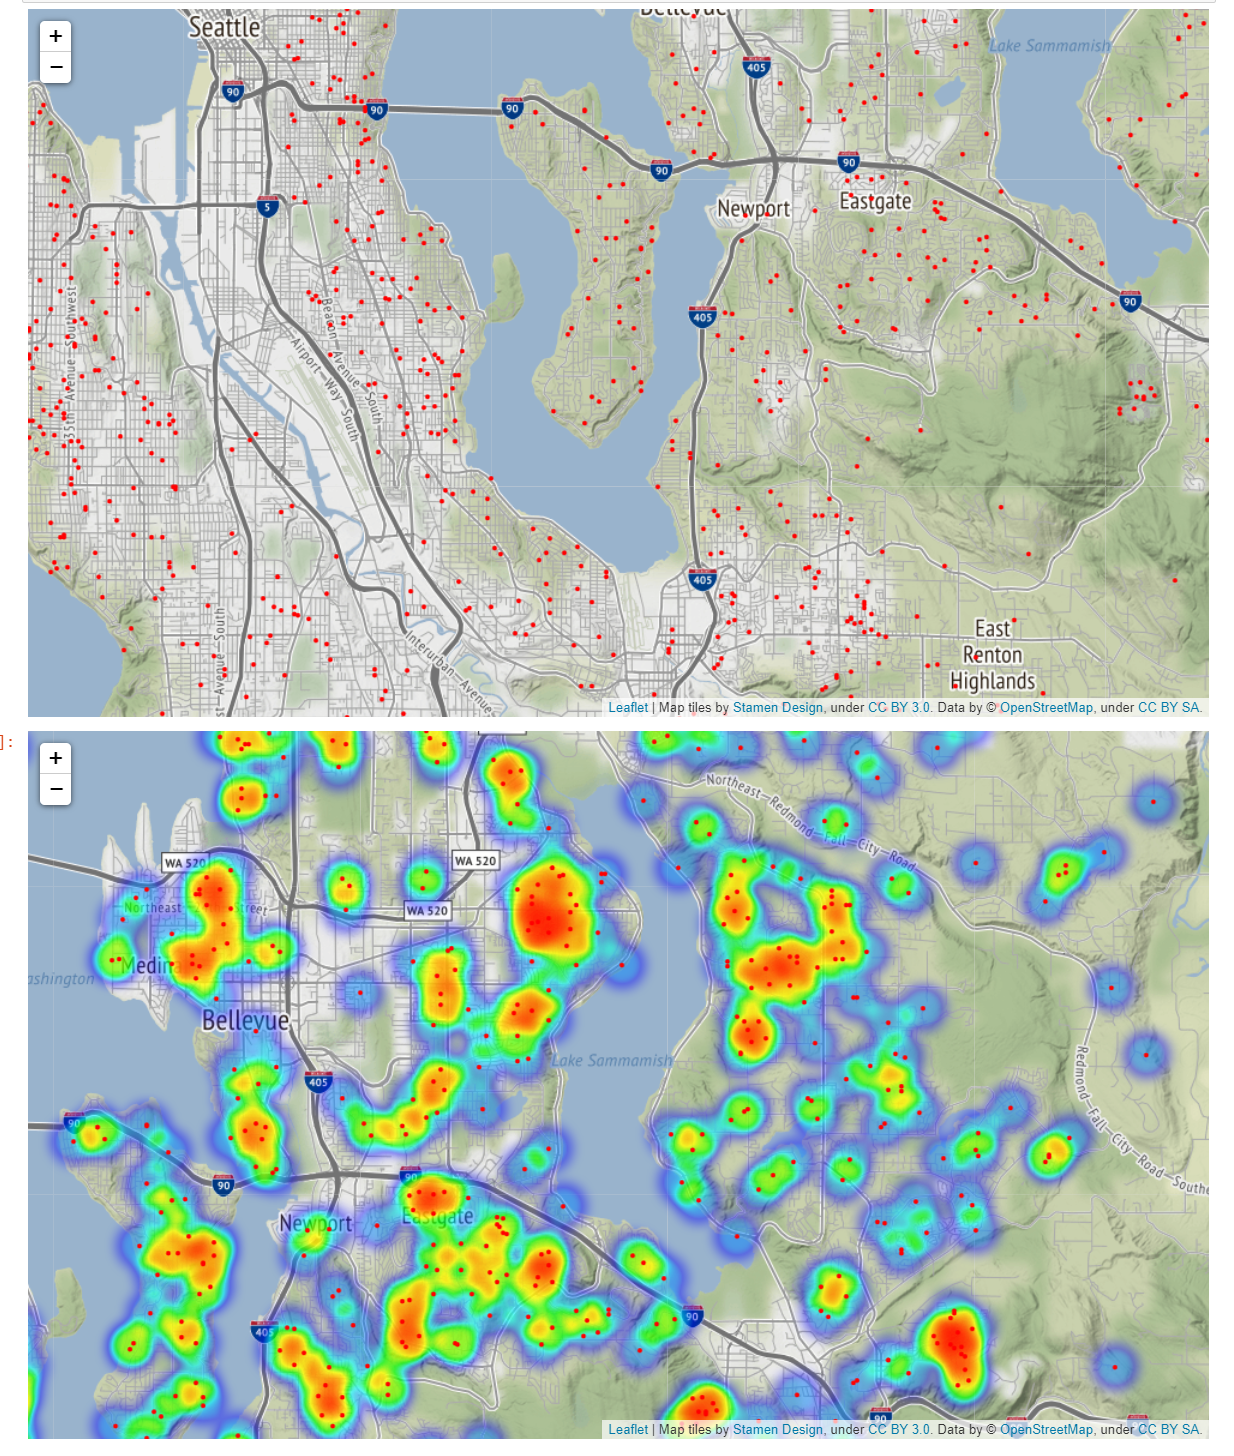 Seattle
Bellevue
Lake Sammamish
+
−
90
90
90
405
90
90
5
Newport
Eastgate
35th Avenue Southwest
Beacon Avenue South
Airport Way South
405
90
405
Avenue South
Interurban Avenue
East
Renton
Highlands
Leaflet | Map tiles by Stamen Design, under CC BY 3.0. Data by © OpenStreetMap, under CC BY SA.
]:
+
−
Northeast Redmond Fall City Road
WA 520
WA 520
WA 520
Northeast
Street
Medina
ashington
Bellevue
Lake Sammamish
405
Redmond Fall City Road Southe
90
90
90
Newport
Eastgate
405
90
90
Leaflet | Map tiles by Stamen Design, under CC BY 3.0. Data by © OpenStreetMap, under CC BY SA.